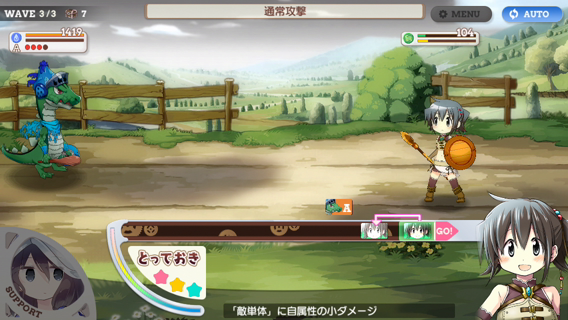 WAVE 3/3 7
通常攻撃
MENU
AUTO
1419
A
104
A
GO!
とっておき
SUPPORT
「敵単体」に自属性の小ダメージ